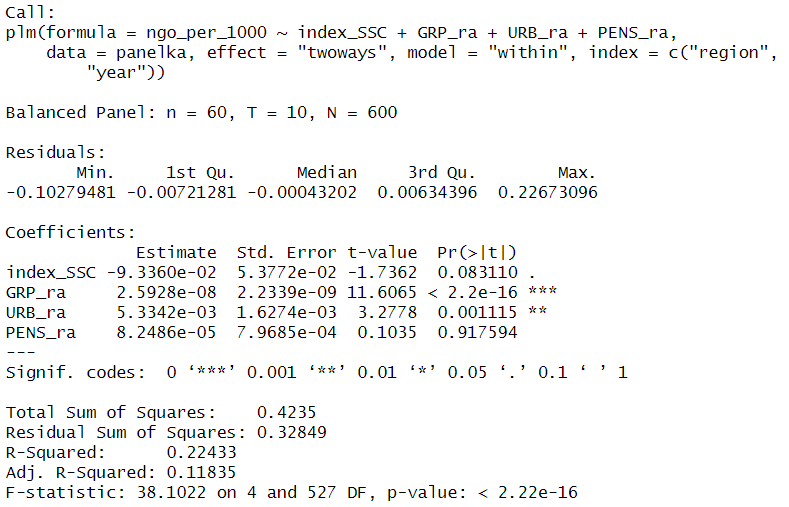 Call:
plm(formula = ngo_per_1000 ~ index_SSC + GRP_ra + URB_ra + PENS_ra,
    data = panelka, effect = "twoways", model = "within", index = c("region",
        "year"))

Balanced Panel: n = 60, T = 10, N = 600

Residuals:
       Min.     1st Qu.      Median     3rd Qu.        Max.
-0.10279481 -0.00721281 -0.00043202  0.00634396  0.22673096

Coefficients:
             Estimate  Std. Error t-value  Pr(>|t|)
index_SSC -9.3360e-02  5.3772e-02 -1.7362  0.083110 .
GRP_ra     2.5928e-08  2.2339e-09 11.6065 < 2.2e-16 ***
URB_ra     5.3342e-03  1.6274e-03  3.2778  0.001115 **
PENS_ra    8.2486e-05  7.9685e-04  0.1035  0.917594
---
Signif. codes:  0 ‘***’ 0.001 ‘**’ 0.01 ‘*’ 0.05 ‘.’ 0.1 ‘ ’ 1

Total Sum of Squares:    0.4235
Residual Sum of Squares: 0.32849
R-Squared:      0.22433
Adj. R-Squared: 0.11835
F-statistic: 38.1022 on 4 and 527 DF, p-value: < 2.22e-16